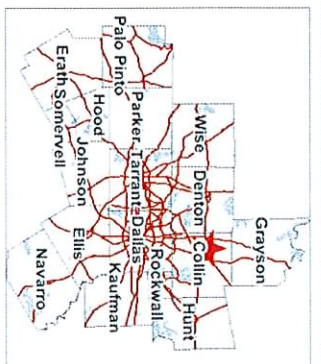 Grayson
Wise
Denton
Collin
Hunt
Palo Pinto
Parker
Tarrant
Dallas
Rockwall
Kaufman
Hood
Johnson
Ellis
Erath
Somervell
Navarro